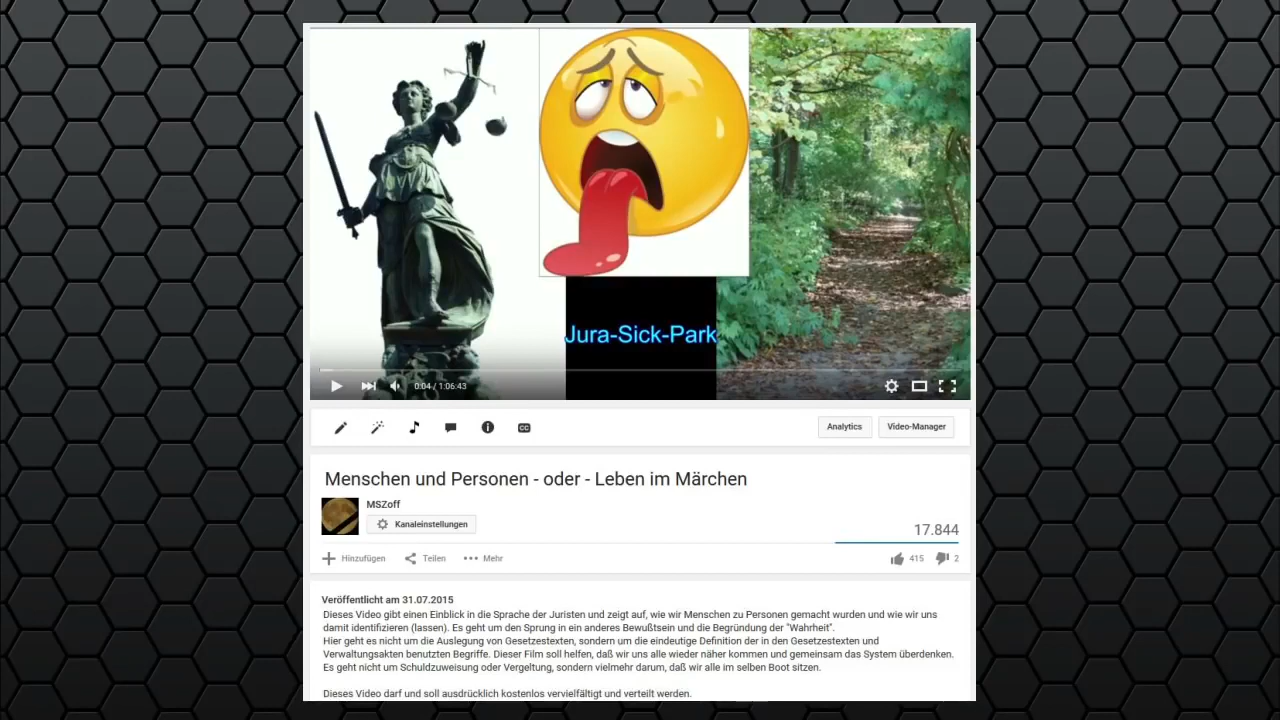 Jura-Sick-Park
0:04 / 1:06:43
CC
Analytics
Video-Manager
Menschen und Personen - oder - Leben im Märchen
MSZoff
Kanaleinstellungen
17.844
Hinzufügen
Teilen
Mehr
415
2
Veröffentlicht am 31.07.2015
Dieses Video gibt einen Einblick in die Sprache der Juristen und zeigt auf, wie wir Menschen zu Personen gemacht wurden und wie wir uns
damit identifizieren (lassen). Es geht um den Sprung in ein anderes Bewußtsein und die Begründung der "Wahrheit".
Hier geht es nicht um die Auslegung von Gesetzestexten, sondern um die eindeutige Definition der in den Gesetzestexten und
Verwaltungsakten benutzten Begriffe. Dieser Film soll helfen, daß wir uns alle wieder näher kommen und gemeinsam das System überdenken.
Es geht nicht um Schuldzuweisung oder Vergeltung, sondern vielmehr darum, daß wir alle im selben Boot sitzen.
Dieses Video darf und soll ausdrücklich kostenlos vervielfältigt und verteilt werden.